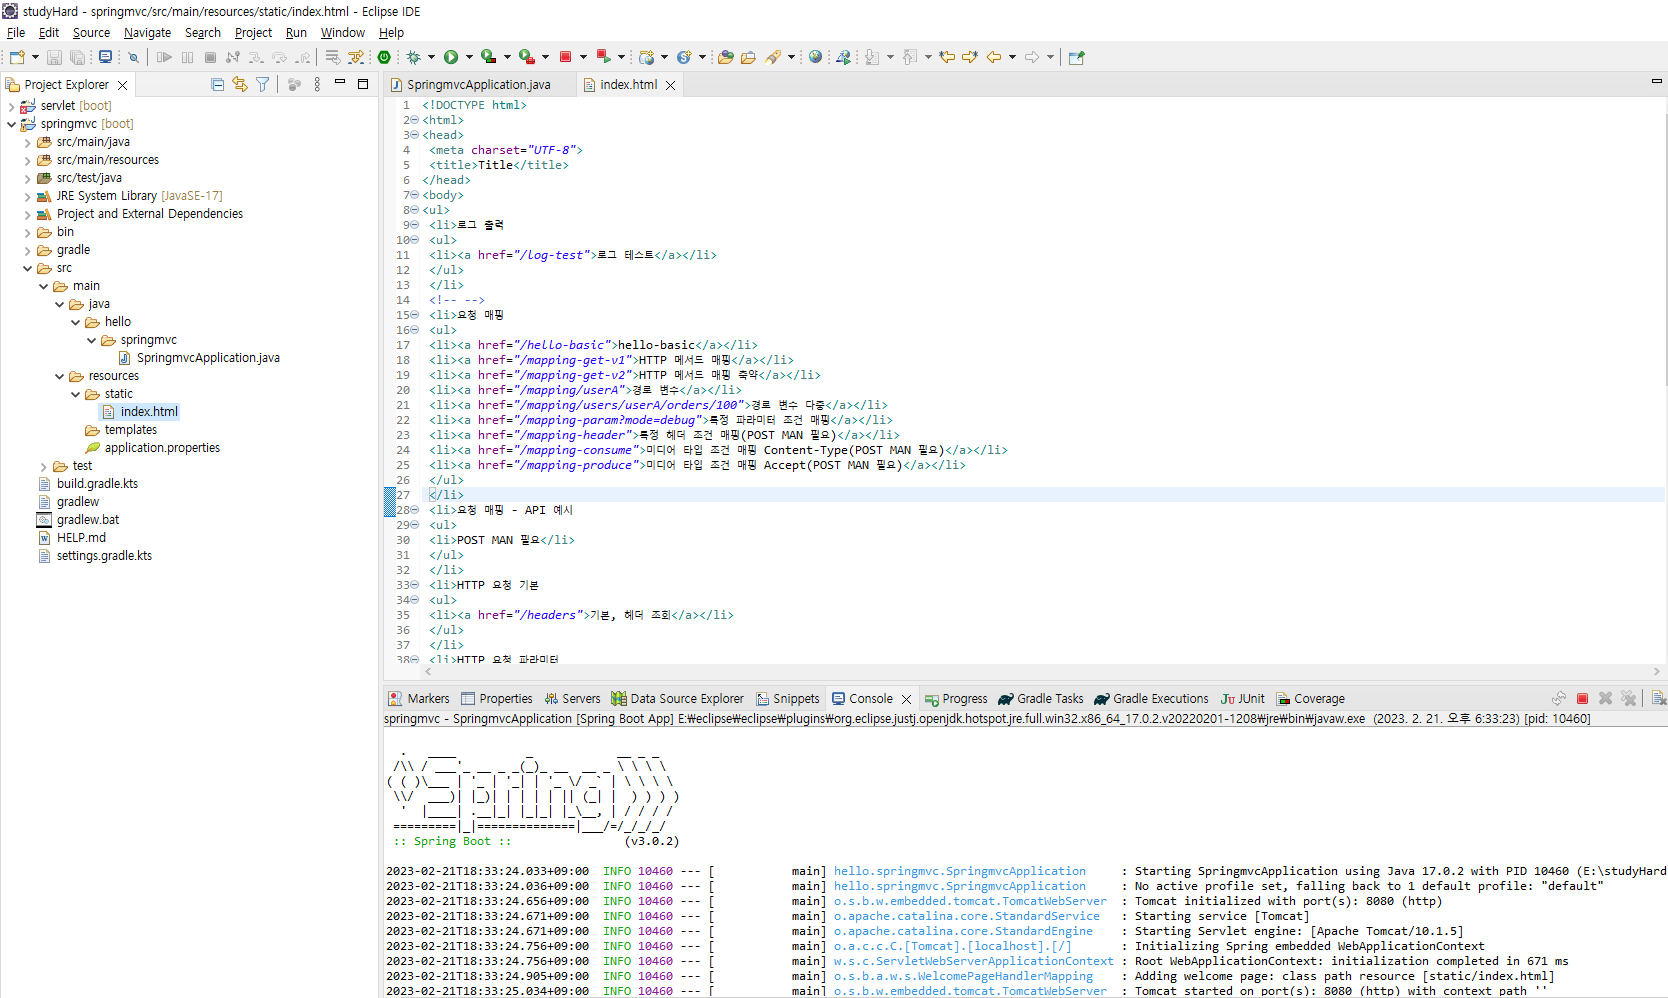 studyHard - springmvc/src/main/resources/static/index.html - Eclipse IDE
File Edit Source Navigate Search Project Run Window Help
Project Explorer
servlet [boot]
springmvc [boot]
src/main/java
src/main/resources
src/test/java
JRE System Library [JavaSE-17]
Project and External Dependencies
bin
gradle
src
main
java
hello
springmvc
SpringmvcApplication.java
resources
static
index.html
templates
application.properties
test
build.gradle.kts
gradlew
gradlew.bat
HELP.md
settings.gradle.kts
SpringmvcApplication.java index.html
1 <!DOCTYPE html>
2 <html>
3 <head>
4 <meta charset="UTF-8">
5 <title>Title</title>
6 </head>
7 <body>
8 <ul>
9 <li>로그 출력
10 <ul>
11 <li><a href="/log-test">로그 테스트</a></li>
12 </ul>
13 </li>
14 <!-- -->
15 <li>요청 매핑
16 <ul>
17 <li><a href="/hello-basic">hello-basic</a></li>
18 <li><a href="/mapping-get-v1">HTTP 메서드 매핑</a></li>
19 <li><a href="/mapping-get-v2">HTTP 메서드 매핑 축약</a></li>
20 <li><a href="/mapping/userA">경로 변수</a></li>
21 <li><a href="/mapping/users/userA/orders/100">경로 변수 다중</a></li>
22 <li><a href="/mapping-param?mode=debug">특정 파라미터 조건 매핑</a></li>
23 <li><a href="/mapping-header">특정 헤더 조건 매핑(POST MAN 필요)</a></li>
24 <li><a href="/mapping-consume">미디어 타입 조건 매핑 Content-Type(POST MAN 필요)</a></li>
25 <li><a href="/mapping-produce">미디어 타입 조건 매핑 Accept(POST MAN 필요)</a></li>
26 </ul>
27 </li>
28 <li>요청 매핑 - API 예시
29 <ul>
30 <li>POST MAN 필요</li>
31 </ul>
32 </li>
33 <li>HTTP 요청 기본
34 <ul>
35 <li><a href="/headers">기본, 헤더 조회</a></li>
36 </ul>
37 </li>
38 <li>HTTP 요청 파라미터
Markers Properties Servers Data Source Explorer Snippets Console Progress Gradle Tasks Gradle Executions JUnit Coverage
springmvc - SpringmvcApplication [Spring Boot App] E:₩eclipse₩eclipse₩plugins₩org.eclipse.justj.openjdk.hotspot.jre.full.win32.x86_64_17.0.2.v20220201-1208₩jre₩bin₩javaw.exe (2023. 2. 21. 오후 6:33:23) [pid: 10460]
Spring
:: Spring Boot :: (v3.0.2)
2023-02-21T18:33:24.033+09:00 INFO 10460 --- [ main] hello.springmvc.SpringmvcApplication : Starting SpringmvcApplication using Java 17.0.2 with PID 10460 (E:\studyHard
2023-02-21T18:33:24.036+09:00 INFO 10460 --- [ main] hello.springmvc.SpringmvcApplication : No active profile set, falling back to 1 default profile: "default"
2023-02-21T18:33:24.656+09:00 INFO 10460 --- [ main] o.s.b.w.embedded.tomcat.TomcatWebServer : Tomcat initialized with port(s): 8080 (http)
2023-02-21T18:33:24.671+09:00 INFO 10460 --- [ main] o.apache.catalina.core.StandardService : Starting service [Tomcat]
2023-02-21T18:33:24.671+09:00 INFO 10460 --- [ main] o.apache.catalina.core.StandardEngine : Starting Servlet engine: [Apache Tomcat/10.1.5]
2023-02-21T18:33:24.756+09:00 INFO 10460 --- [ main] o.a.c.c.C.[Tomcat].[localhost].[/] : Initializing Spring embedded WebApplicationContext
2023-02-21T18:33:24.756+09:00 INFO 10460 --- [ main] w.s.c.ServletWebServerApplicationContext : Root WebApplicationContext: initialization completed in 671 ms
2023-02-21T18:33:24.905+09:00 INFO 10460 --- [ main] o.s.b.a.w.s.WelcomePageHandlerMapping : Adding welcome page: class path resource [static/index.html]
2023-02-21T18:33:25.034+09:00 INFO 10460 --- [ main] o.s.b.w.embedded.tomcat.TomcatWebServer : Tomcat started on port(s): 8080 (http) with context path ''